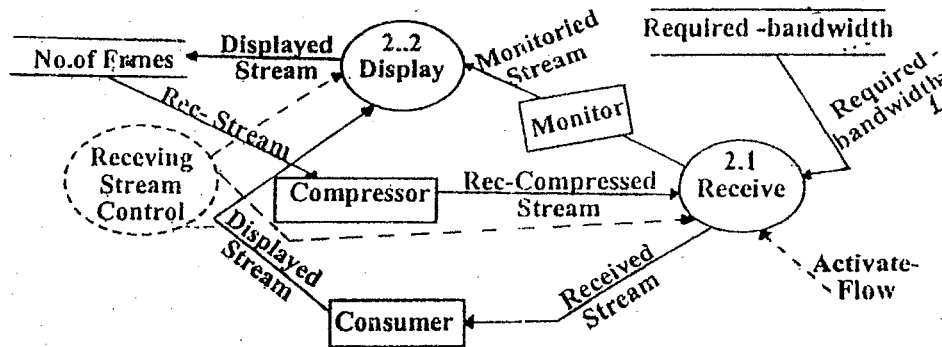 Displayed
Stream
2..2
Display
Monitoried
Stream
Required -bandwidth
No.of Frmes
Required -
bandwidth-
1
Rec- Stream
Monitor
Receving
Stream
Control
Compressor
Rec-Compressed
Stream
2.1
Receive
Displayed
Stream
Received
Stream
Activate-
Flow
Consumer